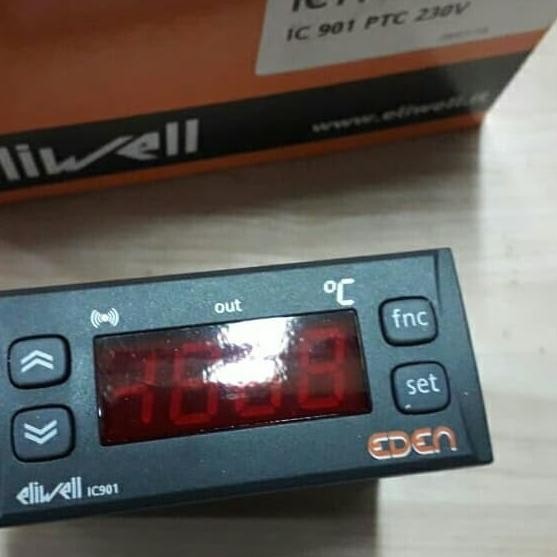 IC 901 PTC 230V
eliwell
www.eliwell.it
out
°C
fnc
set
EDEN
eliwell IC901